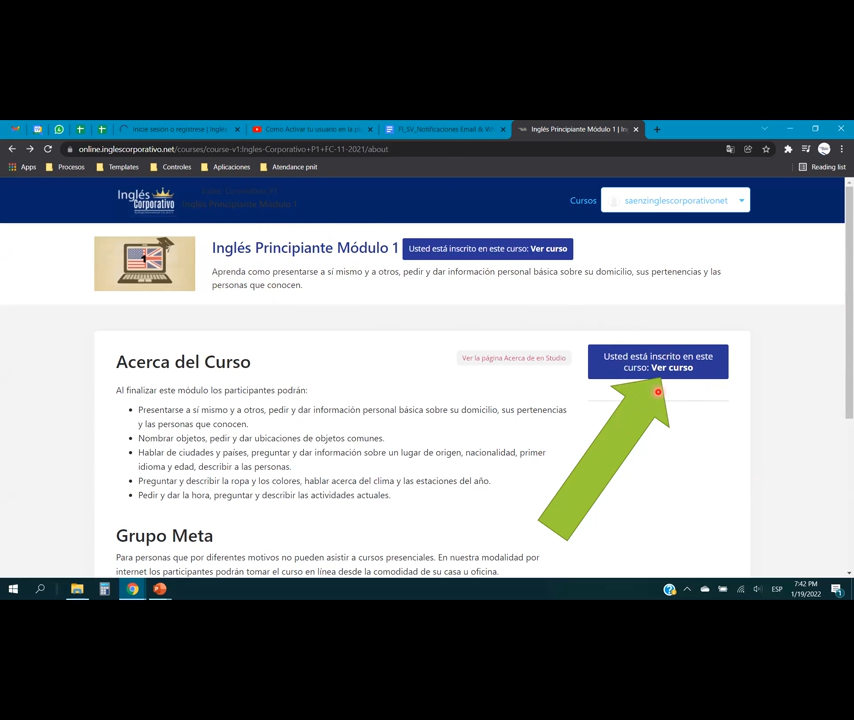 Inicie sesión o regístrese | Inglés
Como Activar tu usuario en la p
FI_SV_Notificaciones Email & W
Inglés Principiante Módulo 1 | In
online.inglescorporativo.net/courses/course-v1:Ingles-Corporativo+P1+FC-11-2021/about
Apps
Procesos
Templates
Controles
Aplicaciones
Atendance pnit
Reading list
Inglés
Corporativo
Inglés Principiante Módulo 1
Cursos
saenzinglescorporativonet
1
Inglés Principiante Módulo 1
Usted está inscrito en este curso: Ver curso
Aprenda como presentarse a sí mismo y a otros, pedir y dar información personal básica sobre su domicilio, sus pertenencias y las
personas que conocen.
Acerca del Curso
Ver la página Acerca de en Studio
Usted está inscrito en este
curso: Ver curso
Al finalizar este módulo los participantes podrán:
• Presentarse a sí mismo y a otros, pedir y dar información personal básica sobre su domicilio, sus pertenencias
y las personas que conocen.
• Nombrar objetos, pedir y dar ubicaciones de objetos comunes.
• Hablar de ciudades y países, preguntar y dar información sobre un lugar de origen, nacionalidad, primer
idioma y edad, describir a las personas.
• Preguntar y describir la ropa y los colores, hablar acerca del clima y las estaciones del año.
• Pedir y dar la hora, preguntar y describir las actividades actuales.
Grupo Meta
Para personas que por diferentes motivos no pueden asistir a cursos presenciales. En nuestra modalidad por
internet los participantes podrán tomar el curso en línea desde la comodidad de su casa u oficina.
ESP
7:42 PM
1/19/2022